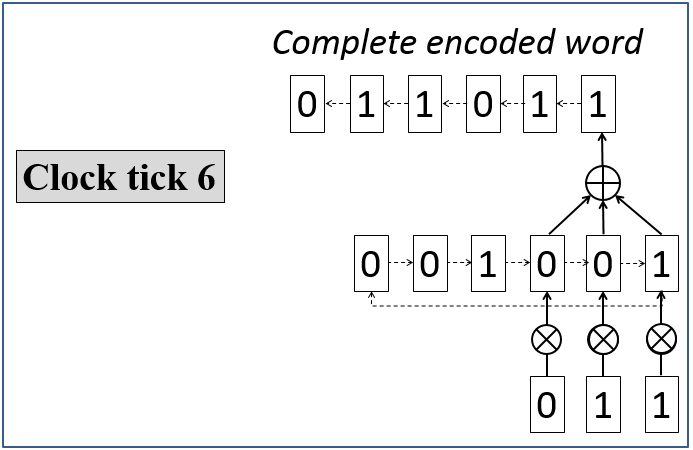 Complete encoded word
0 1 1 0 1 1
Clock tick 6
0 0 1 0 0 1
0 1 1